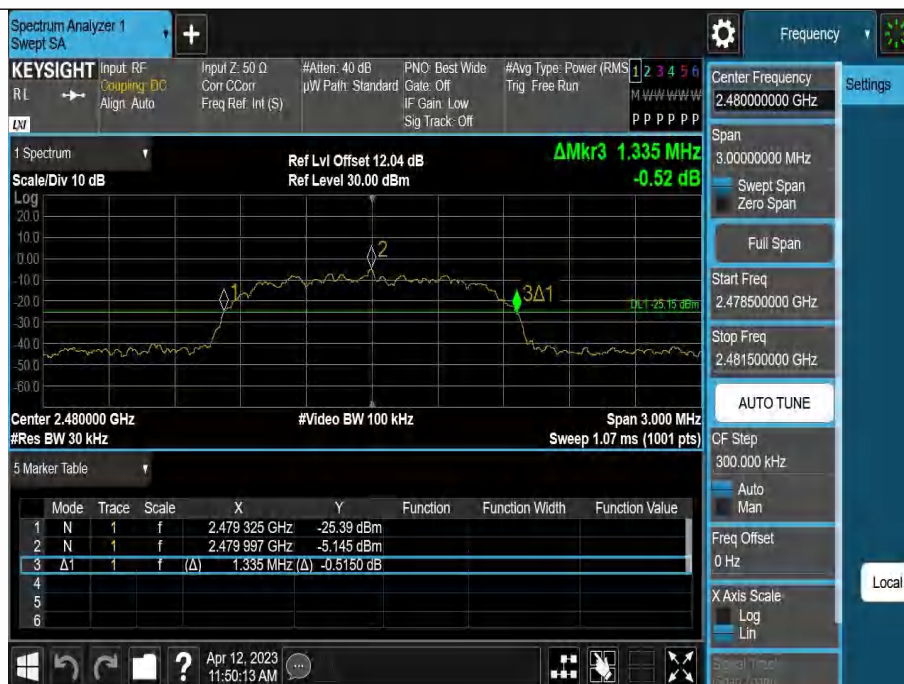 Spectrum Analyzer 1
Swept SA
Frequency
KEYSIGHT
RL
LXI
Input: RF
Coupling: DC
Align: Auto
Input Z: 50 Ω
Corr CCorr
Freq Ref: Int (S)
#Atten: 40 dB
µW Path: Standard
PNO: Best Wide
Gate: Off
IF Gain: Low
Sig Track: Off
#Avg Type: Power (RMS
Trig: Free Run
1 2 3 4 5 6
M W W W W W
P P P P P P
Center Frequency
2.480000000 GHz
Settings
Span
3.00000000 MHz
Swept Span
Zero Span
Full Span
Start Freq
2.478500000 GHz
Stop Freq
2.481500000 GHz
AUTO TUNE
CF Step
300.000 kHz
Auto
Man
Freq Offset
0 Hz
Local
X Axis Scale
Log
Lin
1 Spectrum
Scale/Div 10 dB
Ref Lvl Offset 12.04 dB
Ref Level 30.00 dBm
ΔMkr3 1.335 MHz
-0.52 dB
Log
20.0
10.0
0.00
-10.0
-20.0
-30.0
-40.0
-50.0
-60.0
1
2
3Δ1
DL1 -25.15 dBm
Center 2.480000 GHz
#Video BW 100 kHz
Span 3.000 MHz
#Res BW 30 kHz
Sweep 1.07 ms (1001 pts)
5 Marker Table
Mode Trace Scale X Y Function Function Width Function Value
1 N 1 f 2.479 325 GHz -25.39 dBm
2 N 1 f 2.479 997 GHz -5.145 dBm
3 Δ1 1 f (Δ) 1.335 MHz (Δ) -0.5150 dB
4
5
6
?
Apr 12, 2023
11:50:13 AM